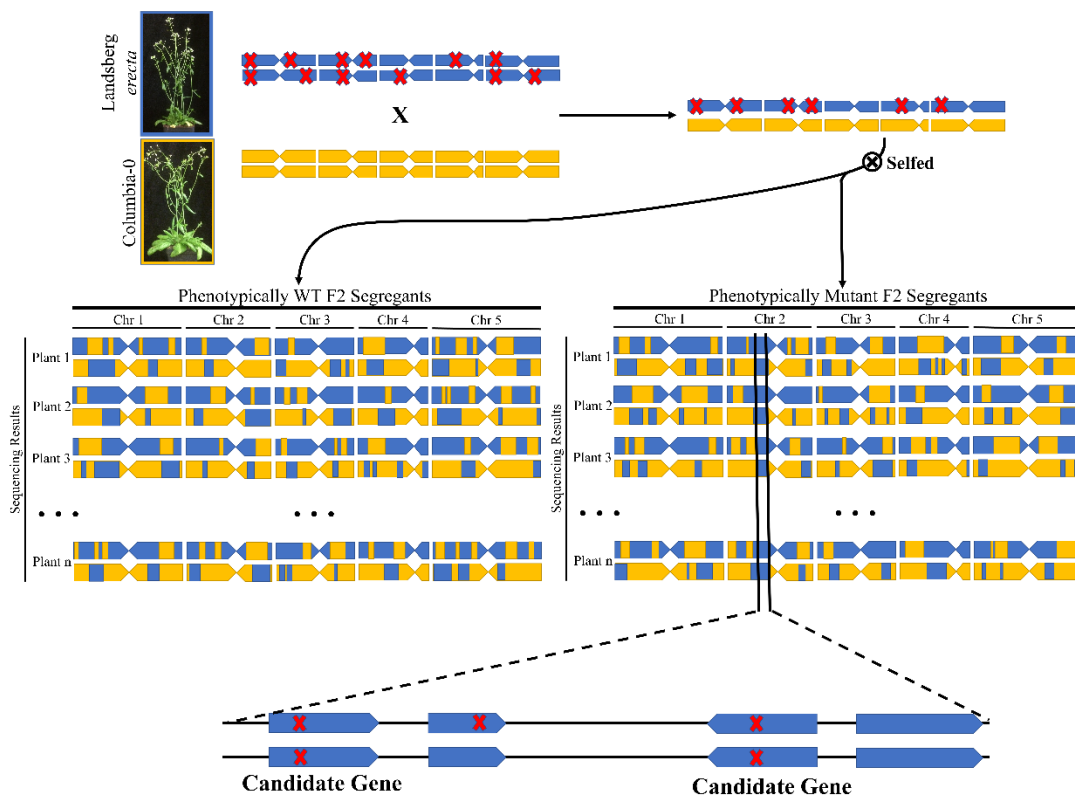 Landsberg
erecta
X
Columbia-0
Selfed
Phenotypically WT F2 Segregants
Chr 1 Chr 2 Chr 3 Chr 4 Chr 5
Sequencing Results
Plant 1
Plant 2
Plant 3
• • • • • •
Plant n
Phenotypically Mutant F2 Segregants
Chr 1 Chr 2 Chr 3 Chr 4 Chr 5
Sequencing Results
Plant 1
Plant 2
Plant 3
• • • • • •
Plant n
Candidate Gene Candidate Gene